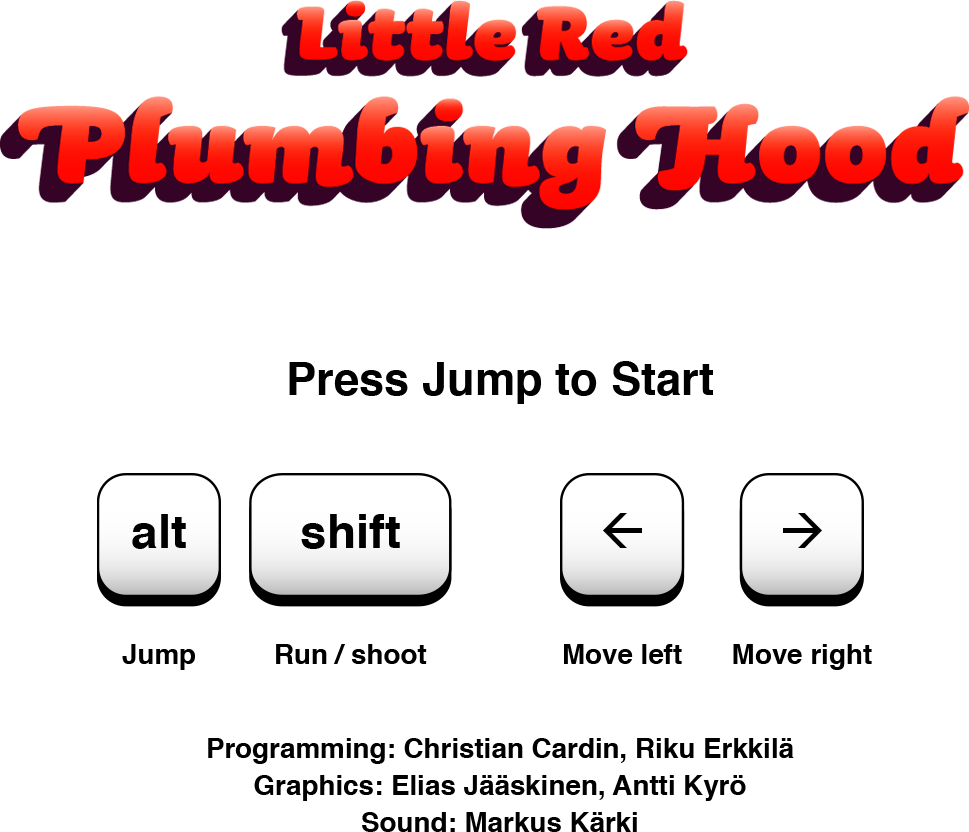 Little Red
Plumbing Hood
Press Jump to Start
alt shift ← →
Jump Run / shoot Move left Move right
Programming: Christian Cardin, Riku Erkkilä
Graphics: Elias Jääskinen, Antti Kyrö
Sound: Markus Kärki